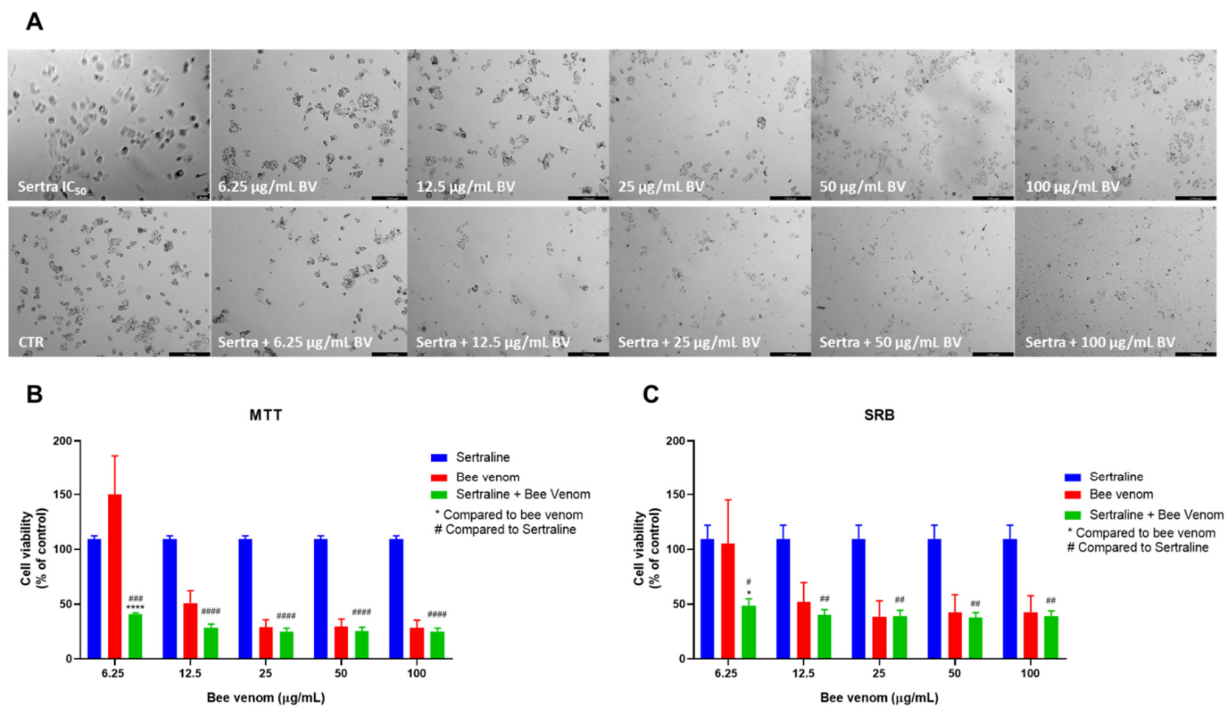 A
Sertra IC50
6.25 µg/mL BV
12.5 µg/mL BV
25 µg/mL BV
50 µg/mL BV
100 µg/mL BV
CTR
Sertra + 6.25 µg/mL BV
Sertra + 12.5 µg/mL BV
Sertra + 25 µg/mL BV
Sertra + 50 µg/mL BV
Sertra + 100 µg/mL BV
B
MTT
Cell viability
(% of control)
200
150
100
50
0
###
****
####
####
####
####
6.25
12.5
25
50
100
Bee venom (µg/mL)
Sertraline
Bee venom
Sertraline + Bee Venom
* Compared to bee venom
# Compared to Sertraline
C
SRB
Cell viability
(% of control)
200
150
100
50
0
#
*
##
##
##
##
6.25
12.5
25
50
100
Bee venom (µg/mL)
Sertraline
Bee venom
Sertraline + Bee Venom
* Compared to bee venom
# Compared to Sertraline